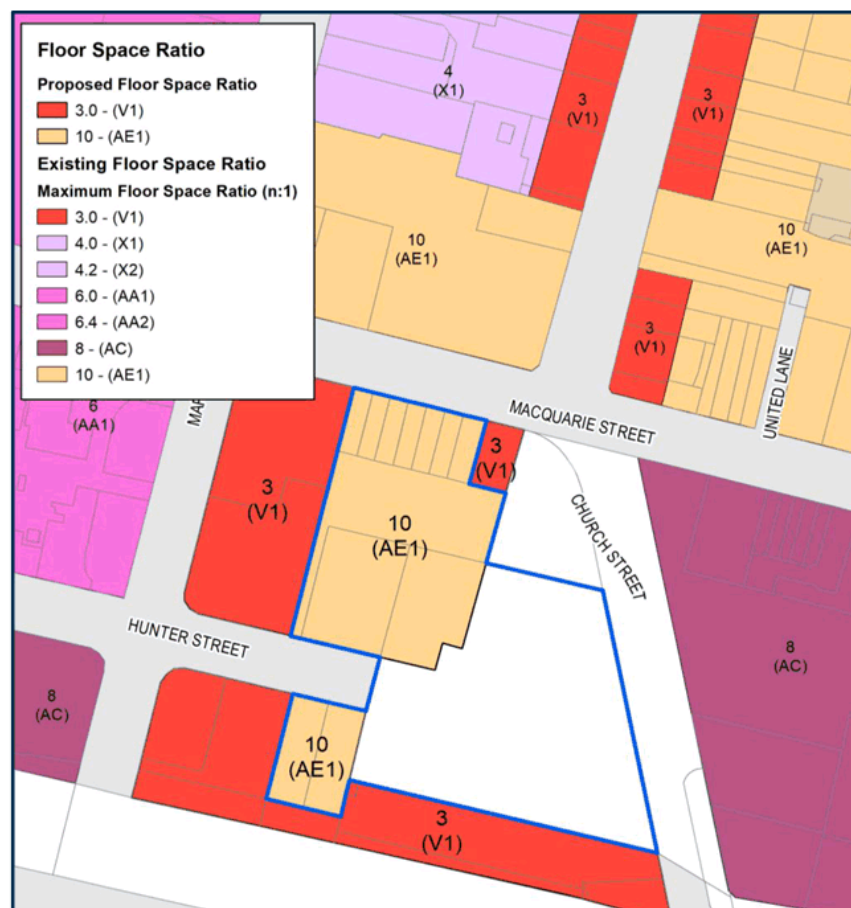 Floor Space Ratio
Proposed Floor Space Ratio
3.0 - (V1)
10 - (AE1)
Existing Floor Space Ratio
Maximum Floor Space Ratio (n:1)
3.0 - (V1)
4.0 - (X1)
4.2 - (X2)
6.0 - (AA1)
6.4 - (AA2)
8 - (AC)
10 - (AE1)
4
(X1)
3
(V1)
3
(V1)
10
(AE1)
10
(AE1)
3
(V1)
UNITED LANE
MACQUARIE STREET
6
(AA1)
MAR
3
(V1)
3
(V1)
10
(AE1)
CHURCH STREET
HUNTER STREET
8
(AC)
8
(AC)
10
(AE1)
3
(V1)